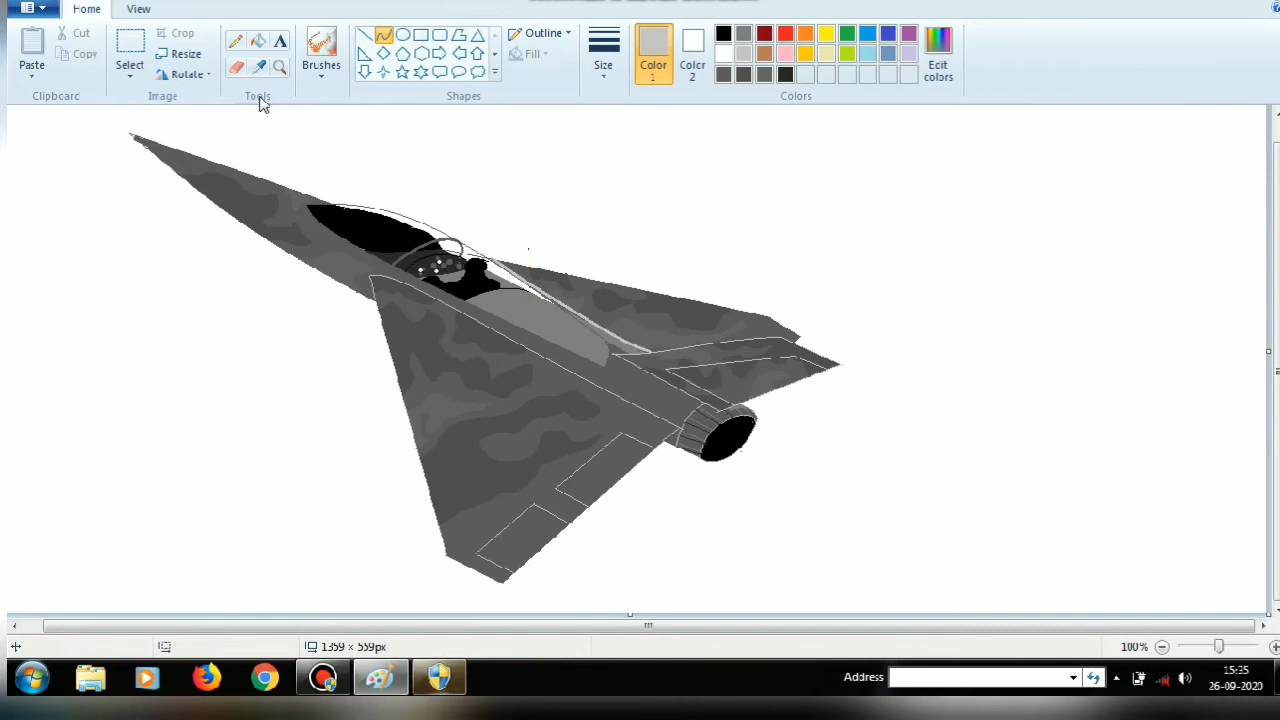 Home View
Paste
Cut
Copy
Clipboard
Select
Crop
Resize
Rotate
Image
A
Tools
Brushes
Outline
Fill
Shapes
Size
Color 1
Color 2
Edit colors
Colors
1359 × 559px
100%
Address
15:35
26-09-2020